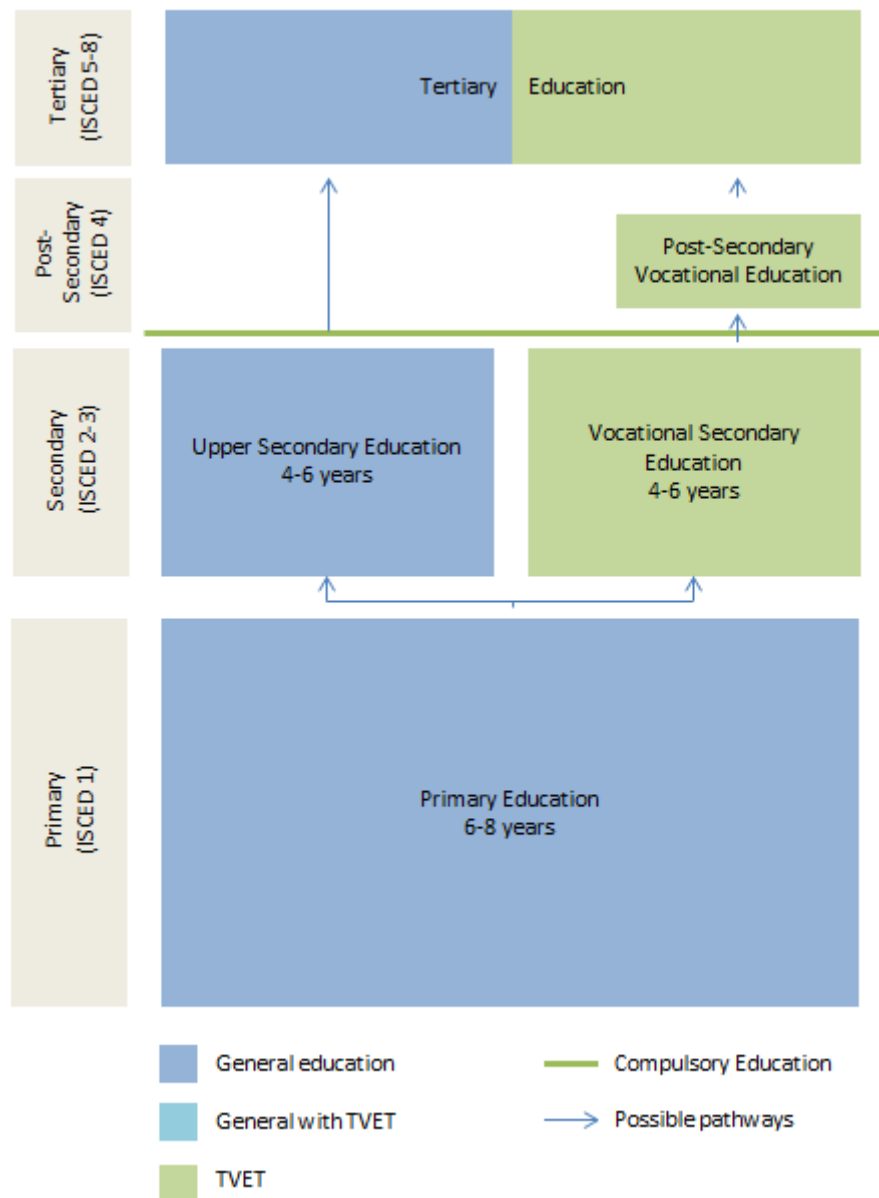 Tertiary
(ISCED 5-8)
Tertiary Education
Post-
Secondary
(ISCED 4)
Post-Secondary
Vocational Education
Secondary
(ISCED 2-3)
Upper Secondary Education
4-6 years
Vocational Secondary
Education
4-6 years
Primary
(ISCED 1)
Primary Education
6-8 years
General education
Compulsory Education
General with TVET
Possible pathways
TVET